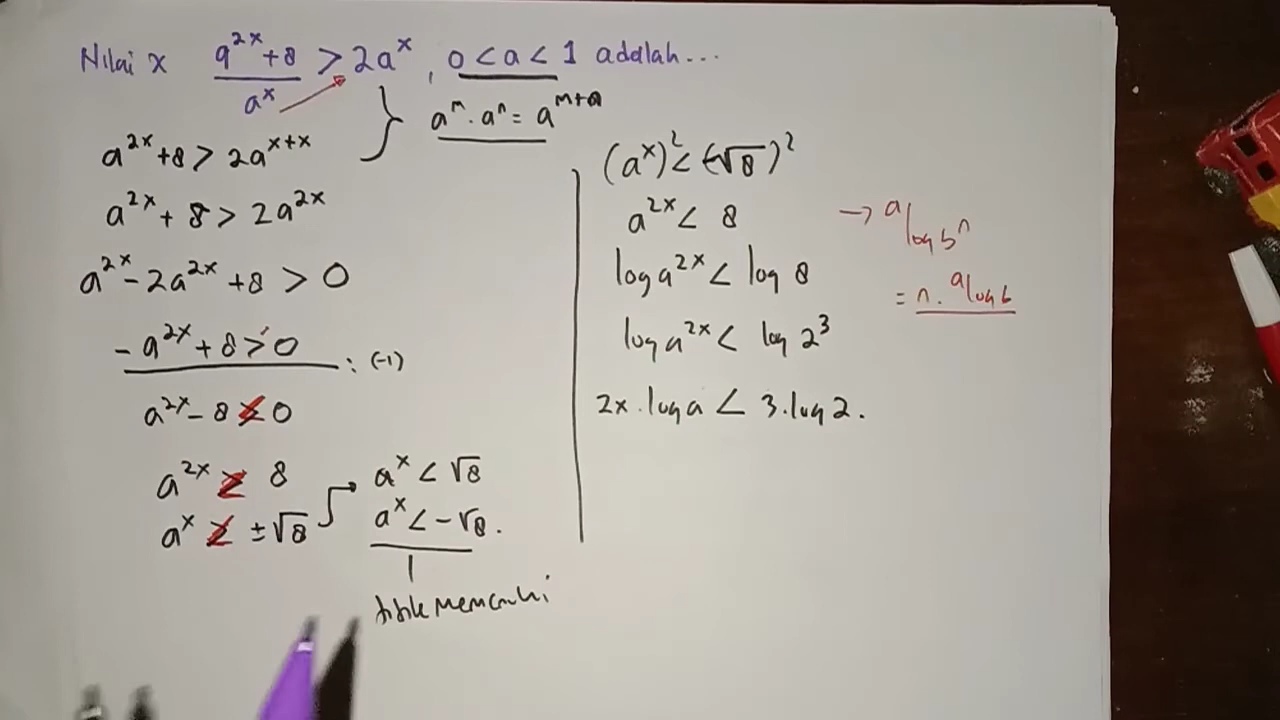 Nilai x (a^{2x}+8)/a^x > 2a^x, 0 < a < 1 adalah...
a^m . a^n = a^{m+n}
a^{2x}+8 > 2a^{x+x}
a^{2x} + 8 > 2a^{2x}
a^{2x} - 2a^{2x} + 8 > 0
- a^{2x} + 8 > 0 : (-1)
a^{2x} - 8 < 0
a^{2x} < 8
a^x < ±√8
a^x < √8
a^x < -√8.
(a^x)^2 < (√8)^2
a^{2x} < 8
log a^{2x} < log 8
log a^{2x} < log 2^3
2x . log a < 3 . log 2.
→ ^a log b^n
= n . ^a log b